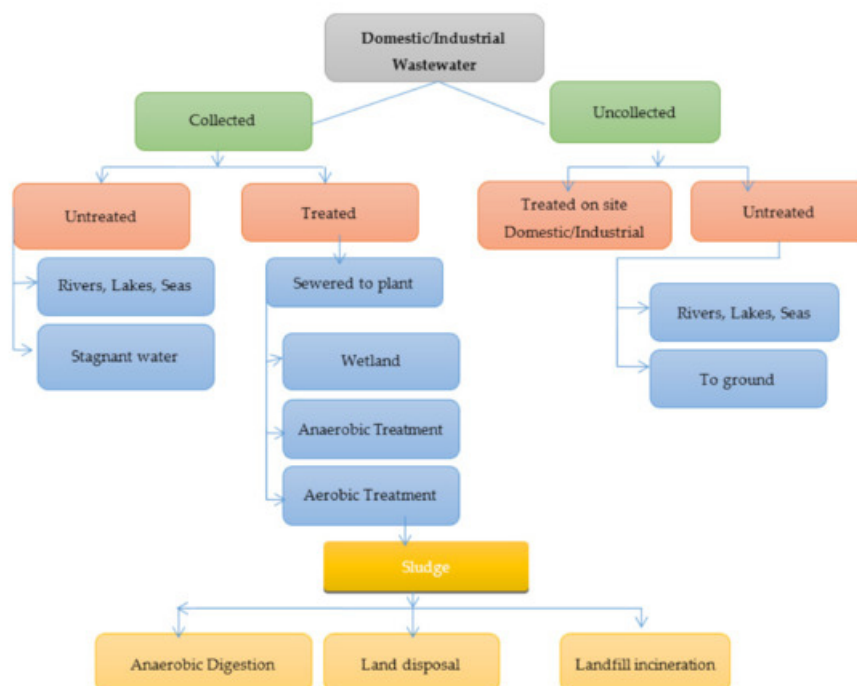 Domestic/Industrial
Wastewater
Collected
Uncollected
Untreated
Treated
Treated on site
Domestic/Industrial
Untreated
Rivers, Lakes, Seas
Sewered to plant
Rivers, Lakes, Seas
Stagnant water
Wetland
To ground
Anaerobic Treatment
Aerobic Treatment
Sludge
Anaerobic Digestion
Land disposal
Landfill incineration